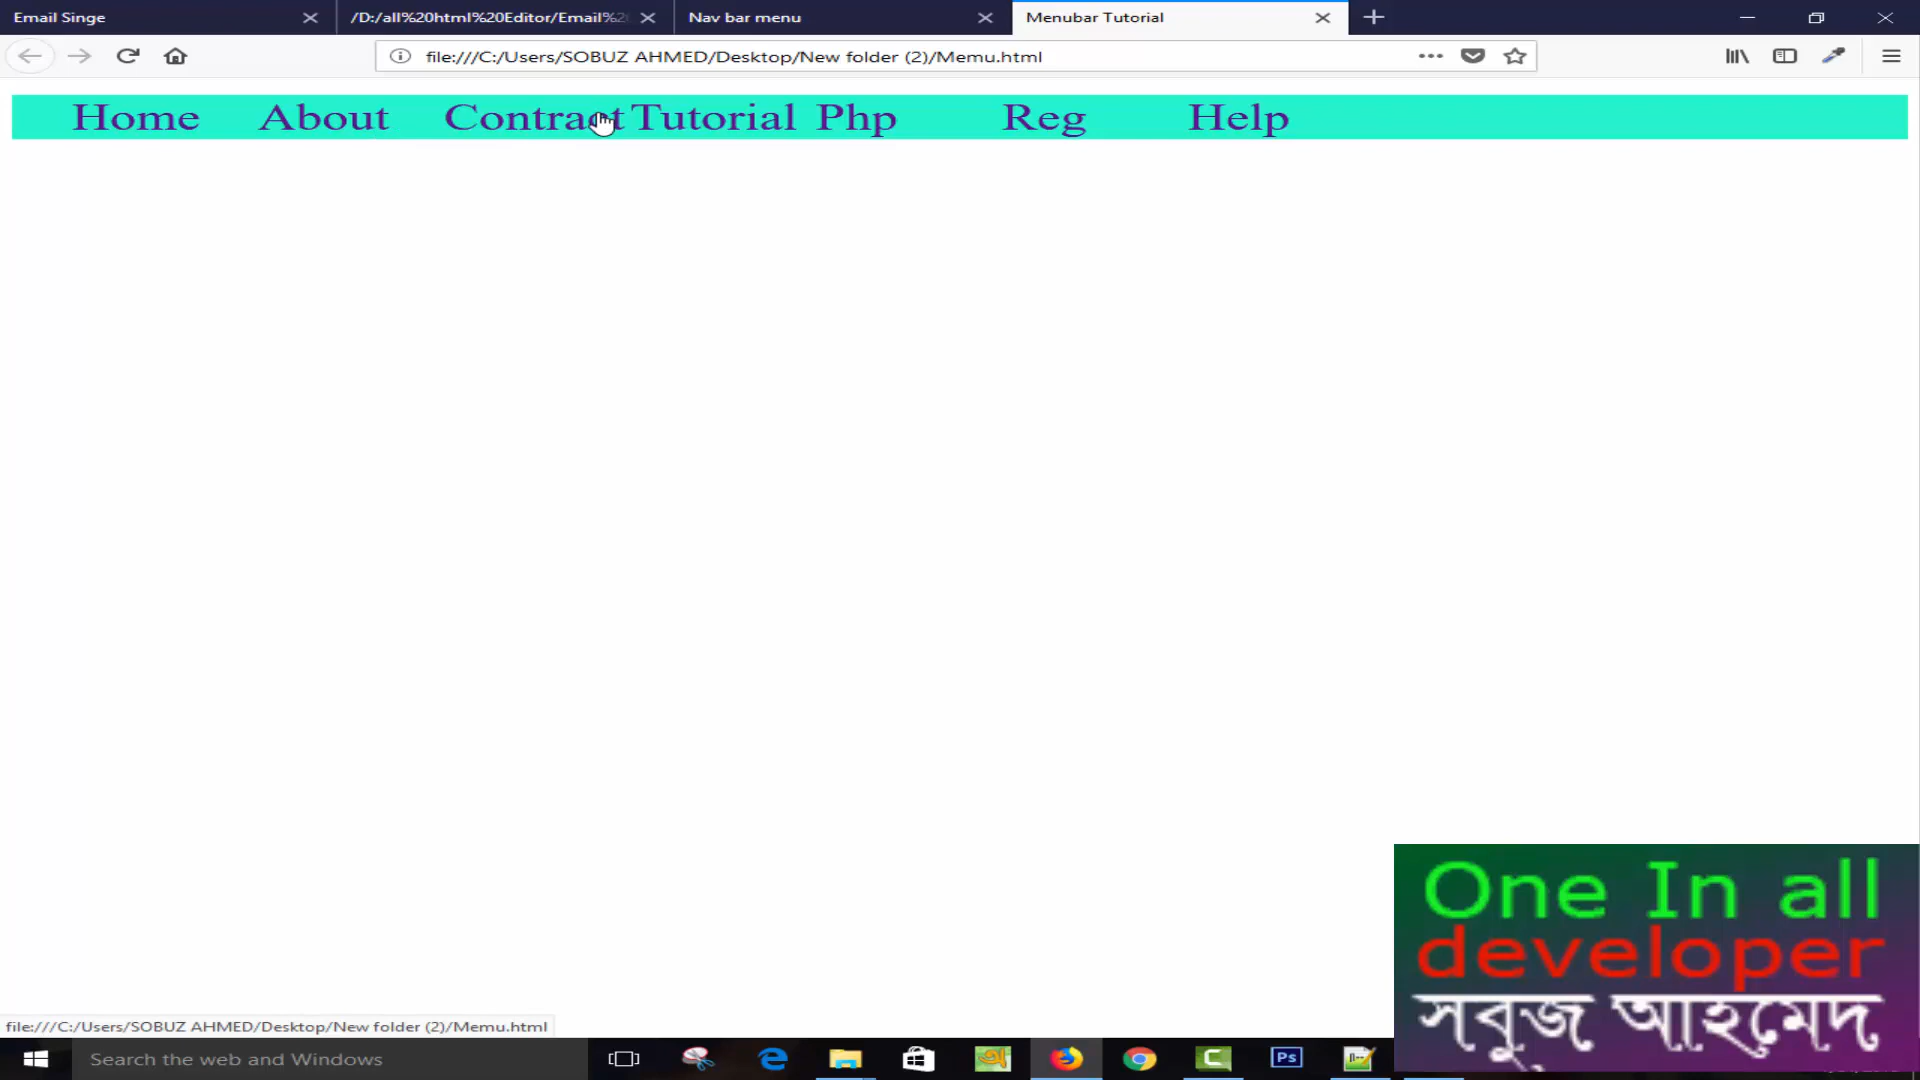 Email Singe
/D:/all%20html%20Editor/Email%2
Nav bar menu
Menubar Tutorial
file:///C:/Users/SOBUZ AHMED/Desktop/New folder (2)/Memu.html
Home About Contract Tutorial Php Reg Help
One In all
developer
সবুজ আহমেদ
file:///C:/Users/SOBUZ AHMED/Desktop/New folder (2)/Memu.html
Search the web and Windows
Ps